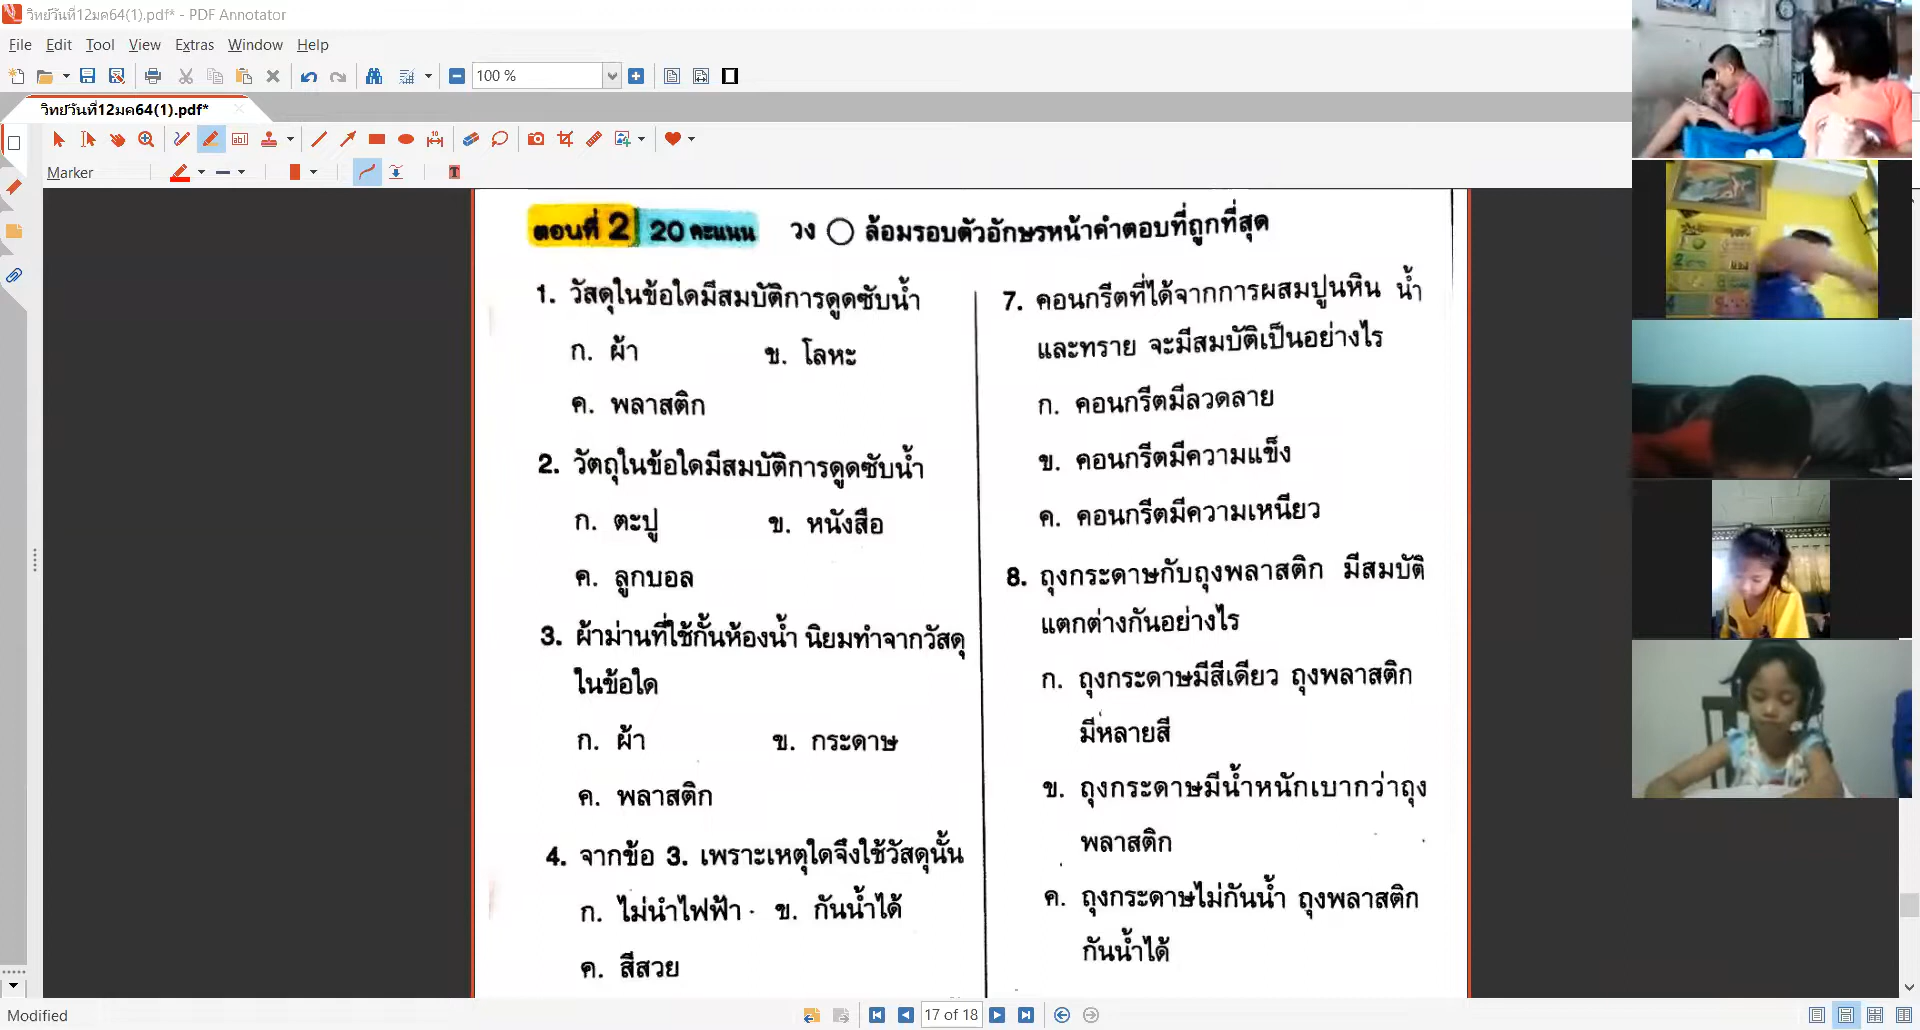 วิทย์วันที่12มค64(1).pdf* - PDF Annotator
File Edit Tool View Extras Window Help
100 %
วิทย์วันที่12มค64(1).pdf*
Marker
ตอนที่ 2 20 คะแนน วง ล้อมรอบตัวอักษรหน้าคำตอบที่ถูกที่สุด
1. วัสดุในข้อใดมีสมบัติการดูดซับน้ำ
ก. ผ้า ข. โลหะ
ค. พลาสติก
2. วัตถุในข้อใดมีสมบัติการดูดซับน้ำ
ก. ตะปู ข. หนังสือ
ค. ลูกบอล
3. ผ้าม่านที่ใช้กั้นห้องน้ำ นิยมทำจากวัสดุ
ในข้อใด
ก. ผ้า ข. กระดาษ
ค. พลาสติก
4. จากข้อ 3. เพราะเหตุใดจึงใช้วัสดุนั้น
ก. ไม่นำไฟฟ้า ข. กันน้ำได้
ค. สีสวย
7. คอนกรีตที่ได้จากการผสมปูนหิน น้ำ
และทราย จะมีสมบัติเป็นอย่างไร
ก. คอนกรีตมีลวดลาย
ข. คอนกรีตมีความแข็ง
ค. คอนกรีตมีความเหนียว
8. ถุงกระดาษกับถุงพลาสติก มีสมบัติ
แตกต่างกันอย่างไร
ก. ถุงกระดาษมีสีเดียว ถุงพลาสติก
มีหลายสี
ข. ถุงกระดาษมีน้ำหนักเบากว่าถุง
พลาสติก
ค. ถุงกระดาษไม่กันน้ำ ถุงพลาสติก
กันน้ำได้
Modified
17 of 18